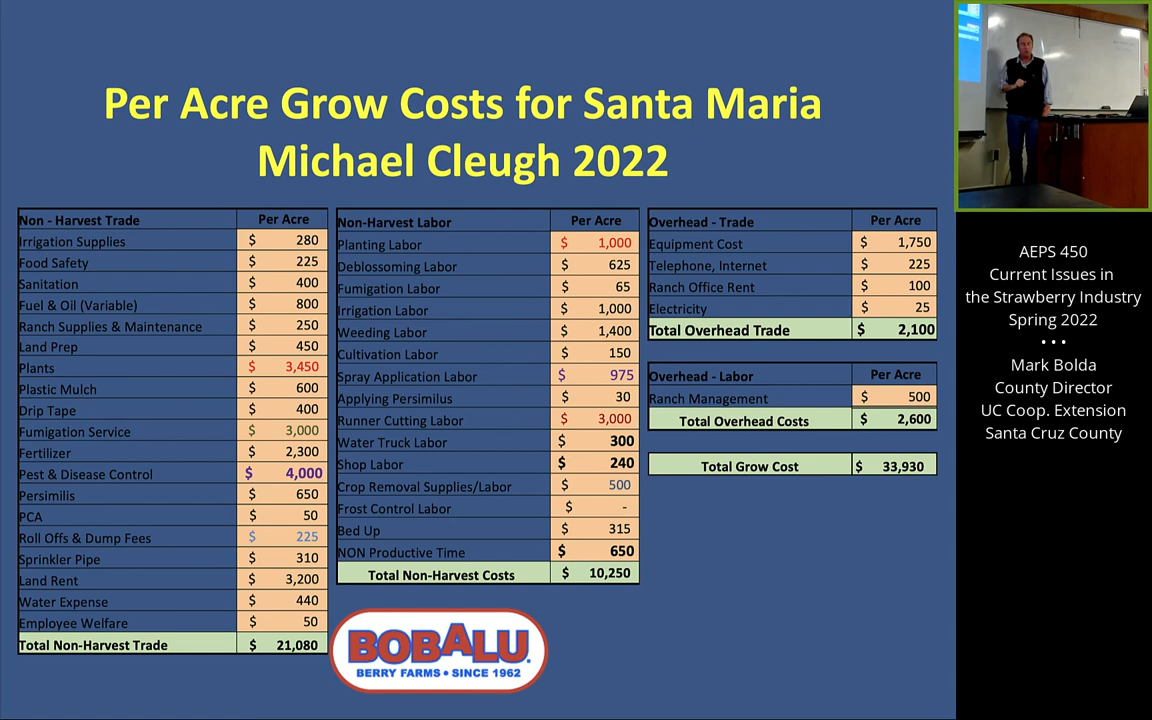 Per Acre Grow Costs for Santa Maria
Michael Cleugh 2022
Non - Harvest Trade Per Acre
Irrigation Supplies $ 280
Food Safety $ 225
Sanitation $ 400
Fuel & Oil (Variable) $ 800
Ranch Supplies & Maintenance $ 250
Land Prep $ 450
Plants $ 3,450
Plastic Mulch $ 600
Drip Tape $ 400
Fumigation Service $ 3,000
Fertilizer $ 2,300
Pest & Disease Control $ 4,000
Persimilis $ 650
PCA $ 50
Roll Offs & Dump Fees $ 225
Sprinkler Pipe $ 310
Land Rent $ 3,200
Water Expense $ 440
Employee Welfare $ 50
Total Non-Harvest Trade $ 21,080
Non-Harvest Labor Per Acre
Planting Labor $ 1,000
Deblossoming Labor $ 625
Fumigation Labor $ 65
Irrigation Labor $ 1,000
Weeding Labor $ 1,400
Cultivation Labor $ 150
Spray Application Labor $ 975
Applying Persimilus $ 30
Runner Cutting Labor $ 3,000
Water Truck Labor $ 300
Shop Labor $ 240
Crop Removal Supplies/Labor $ 500
Frost Control Labor $ -
Bed Up $ 315
NON Productive Time $ 650
Total Non-Harvest Costs $ 10,250
Overhead - Trade Per Acre
Equipment Cost $ 1,750
Telephone, Internet $ 225
Ranch Office Rent $ 100
Electricity $ 25
Total Overhead Trade $ 2,100
Overhead - Labor Per Acre
Ranch Management $ 500
Total Overhead Costs $ 2,600
Total Grow Cost $ 33,930
BOBALU.
BERRY FARMS • SINCE 1962
AEPS 450
Current Issues in
the Strawberry Industry
Spring 2022
• • •
Mark Bolda
County Director
UC Coop. Extension
Santa Cruz County